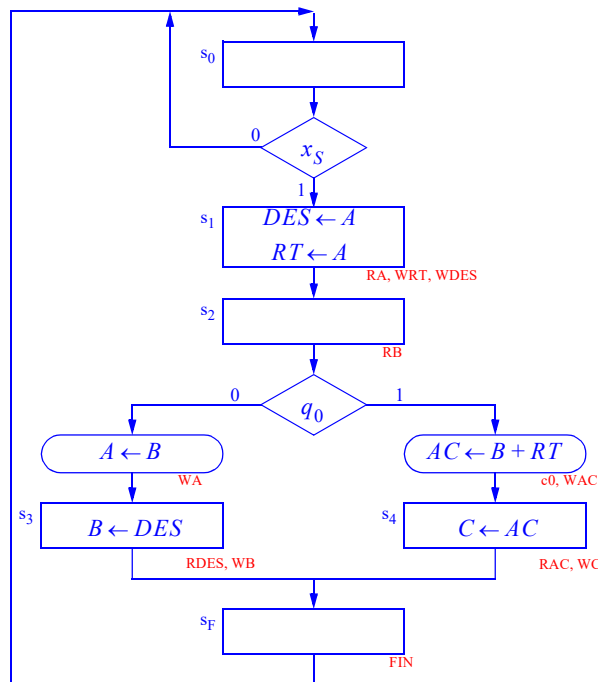 s0
0
xS
1
s1
DES ← A
RT ← A
RA, WRT, WDES
s2
RB
0
q0
1
A ← B
AC ← B + RT
WA
c0, WAC
s3
B ← DES
s4
C ← AC
RDES, WB
RAC, WC
sF
FIN